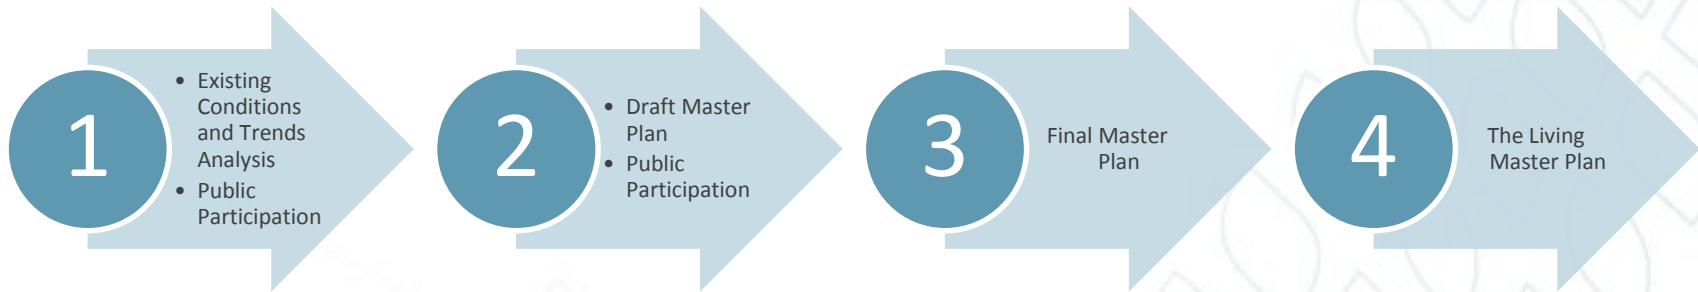 1
• Existing
Conditions
and Trends
Analysis
• Public
Participation
2
• Draft Master
Plan
• Public
Participation
3
Final Master
Plan
4
The Living
Master Plan